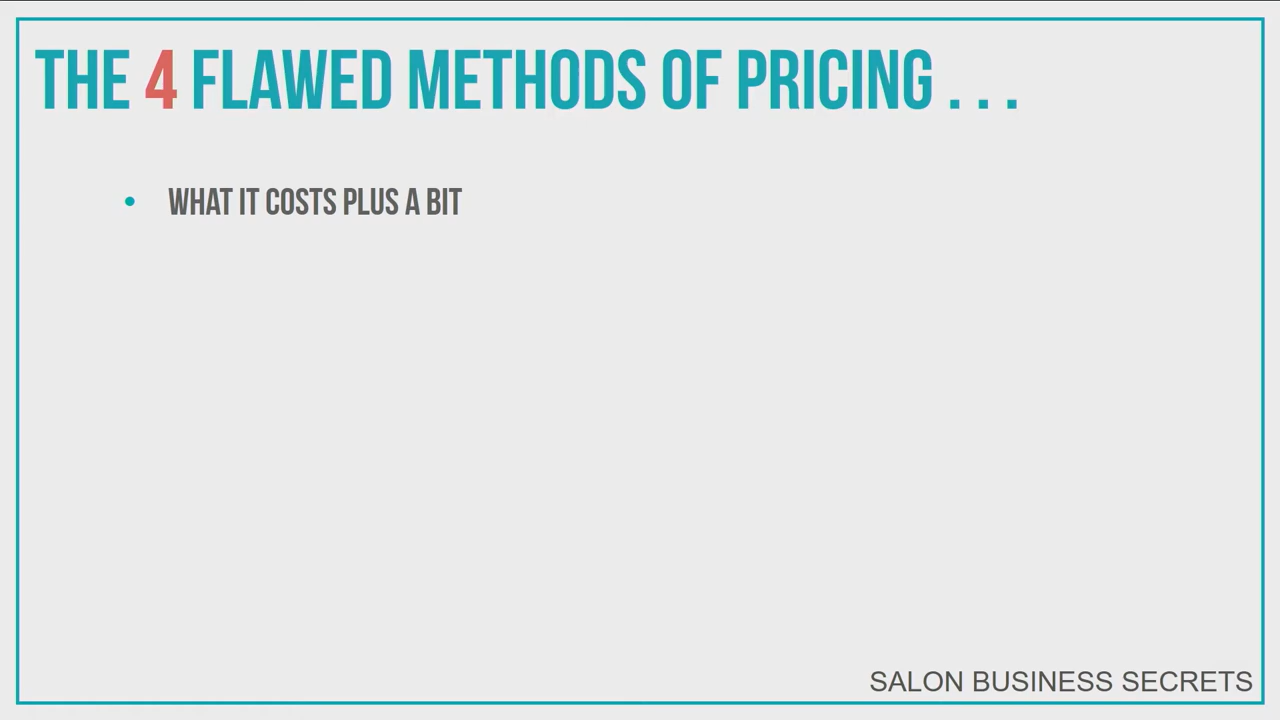 THE 4 FLAWED METHODS OF PRICING . . .
• WHAT IT COSTS PLUS A BIT
SALON BUSINESS SECRETS